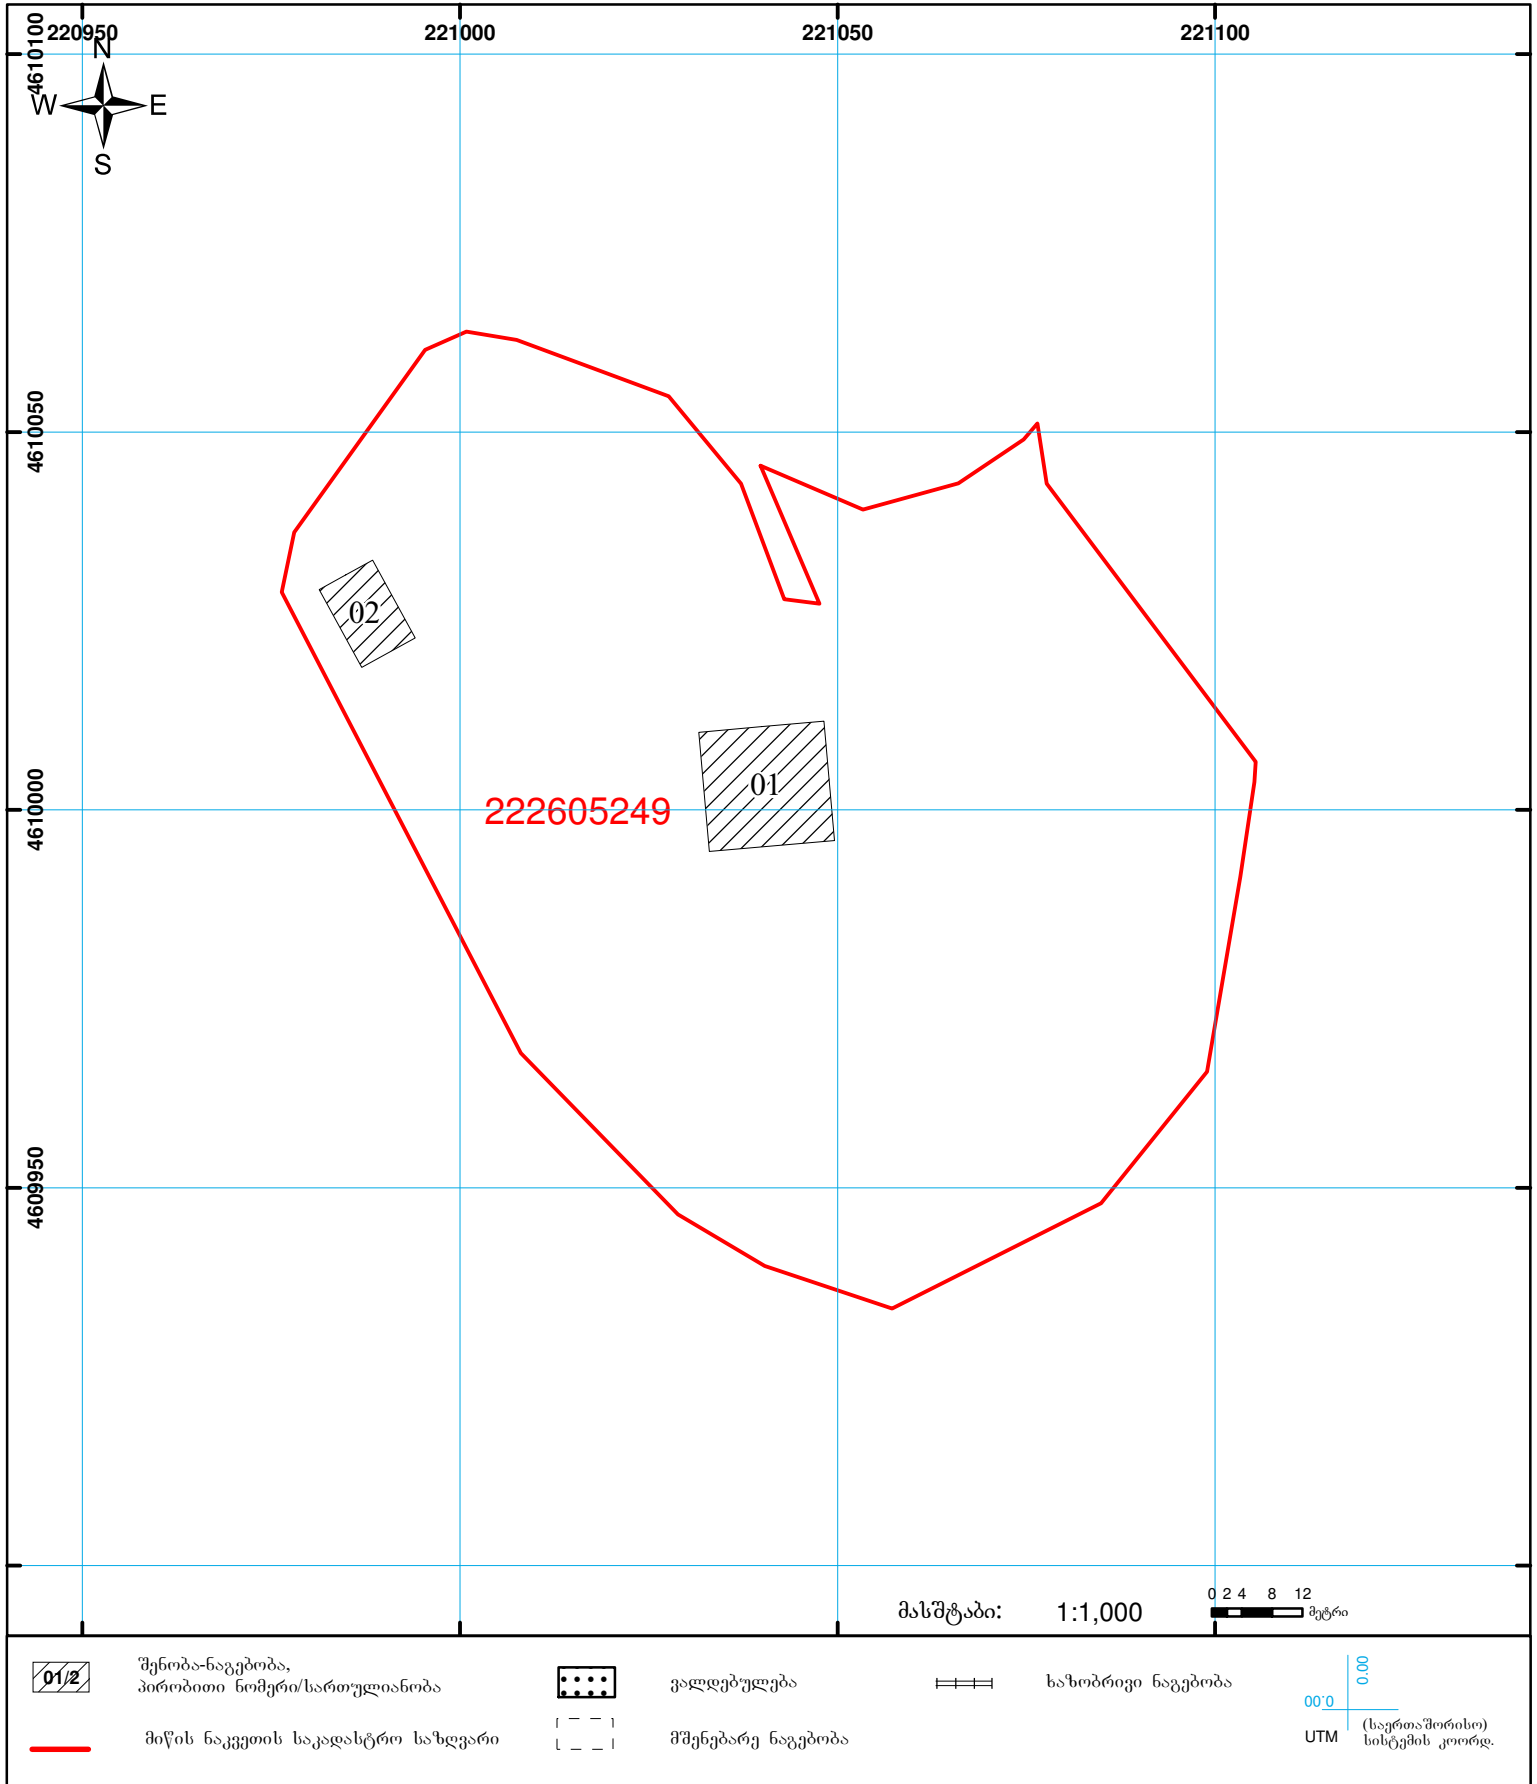 220950 221000 221050 221100
4610100
N
W E
S
4610050
02
01
4610000
222605249
4609950
მასშტაბი: 1:1,000
0 2 4 8 12
მეტრი
01/2
შენობა-ნაგებობა,
პირობითი ნომერი/სართულიანობა
ვალდებულება
ხაზობრივი ნაგებობა
მიწის ნაკვეთის საკადასტრო საზღვარი
მშენებარე ნაგებობა
00.0
00.0
UTM
(საერთაშორისო)
სისტემის კოორდ.